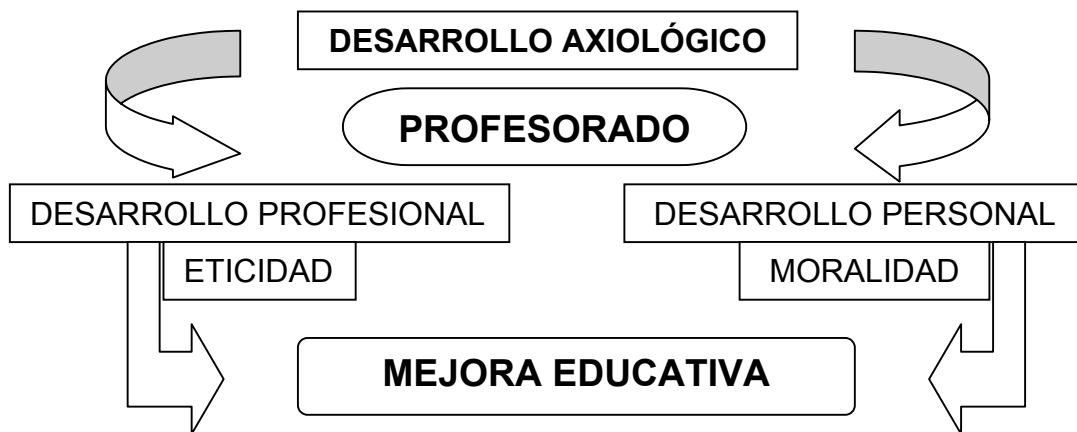 DESARROLLO AXIOLÓGICO
PROFESORADO
DESARROLLO PROFESIONAL
DESARROLLO PERSONAL
ETICIDAD
MORALIDAD
MEJORA EDUCATIVA